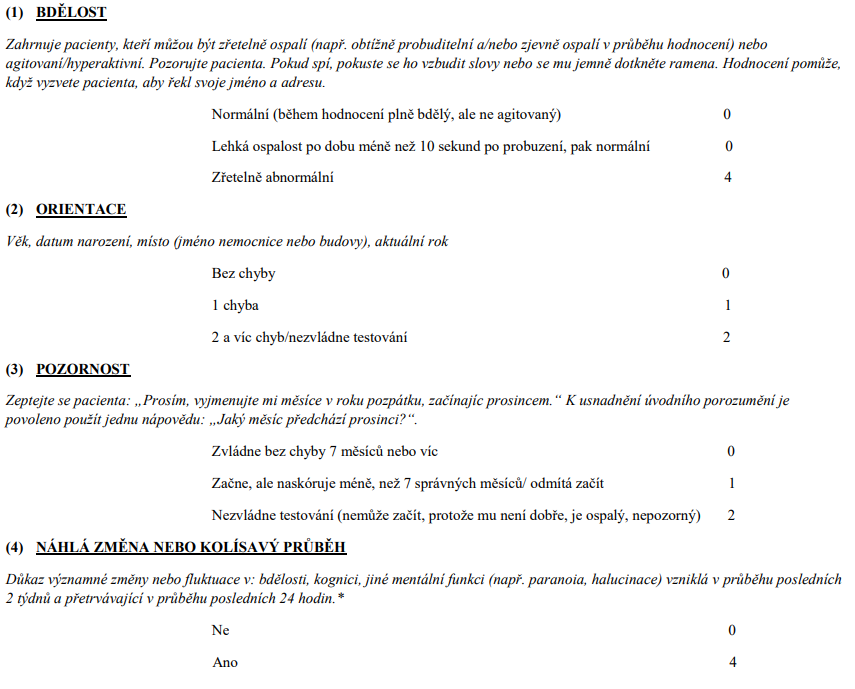 (1) BDĚLOST
Zahrnuje pacienty, kteří můžou být zřetelně ospalí (např. obtížně probuditelní a/nebo zjevně ospalí v průběhu hodnocení) nebo
agitovaní/hyperaktivní. Pozorujte pacienta. Pokud spí, pokuste se ho vzbudit slovy nebo se mu jemně dotkněte ramena. Hodnocení pomůže,
když vyzvete pacienta, aby řekl svoje jméno a adresu.
Normální (během hodnocení plně bdělý, ale ne agitovaný) 0
Lehká ospalost po dobu méně než 10 sekund po probuzení, pak normální 0
Zřetelně abnormální 4
(2) ORIENTACE
Věk, datum narození, místo (jméno nemocnice nebo budovy), aktuální rok
Bez chyby 0
1 chyba 1
2 a víc chyb/nezvládne testování 2
(3) POZORNOST
Zeptejte se pacienta: „Prosím, vyjmenujte mi měsíce v roku pozpátku, začínajíc prosincem.“ K usnadnění úvodního porozumění je
povoleno použít jednu nápovědu: „Jaký měsíc předchází prosinci?“.
Zvládne bez chyby 7 měsíců nebo víc 0
Začne, ale naskóruje méně, než 7 správných měsíců/ odmítá začít 1
Nezvládne testování (nemůže začít, protože mu není dobře, je ospalý, nepozorný) 2
(4) NÁHLÁ ZMĚNA NEBO KOLÍSAVÝ PRŮBĚH
Důkaz významné změny nebo fluktuace v: bdělosti, kognici, jiné mentální funkci (např. paranoia, halucinace) vzniklá v průběhu posledních
2 týdnů a přetrvávající v průběhu posledních 24 hodin.*
Ne 0
Ano 4